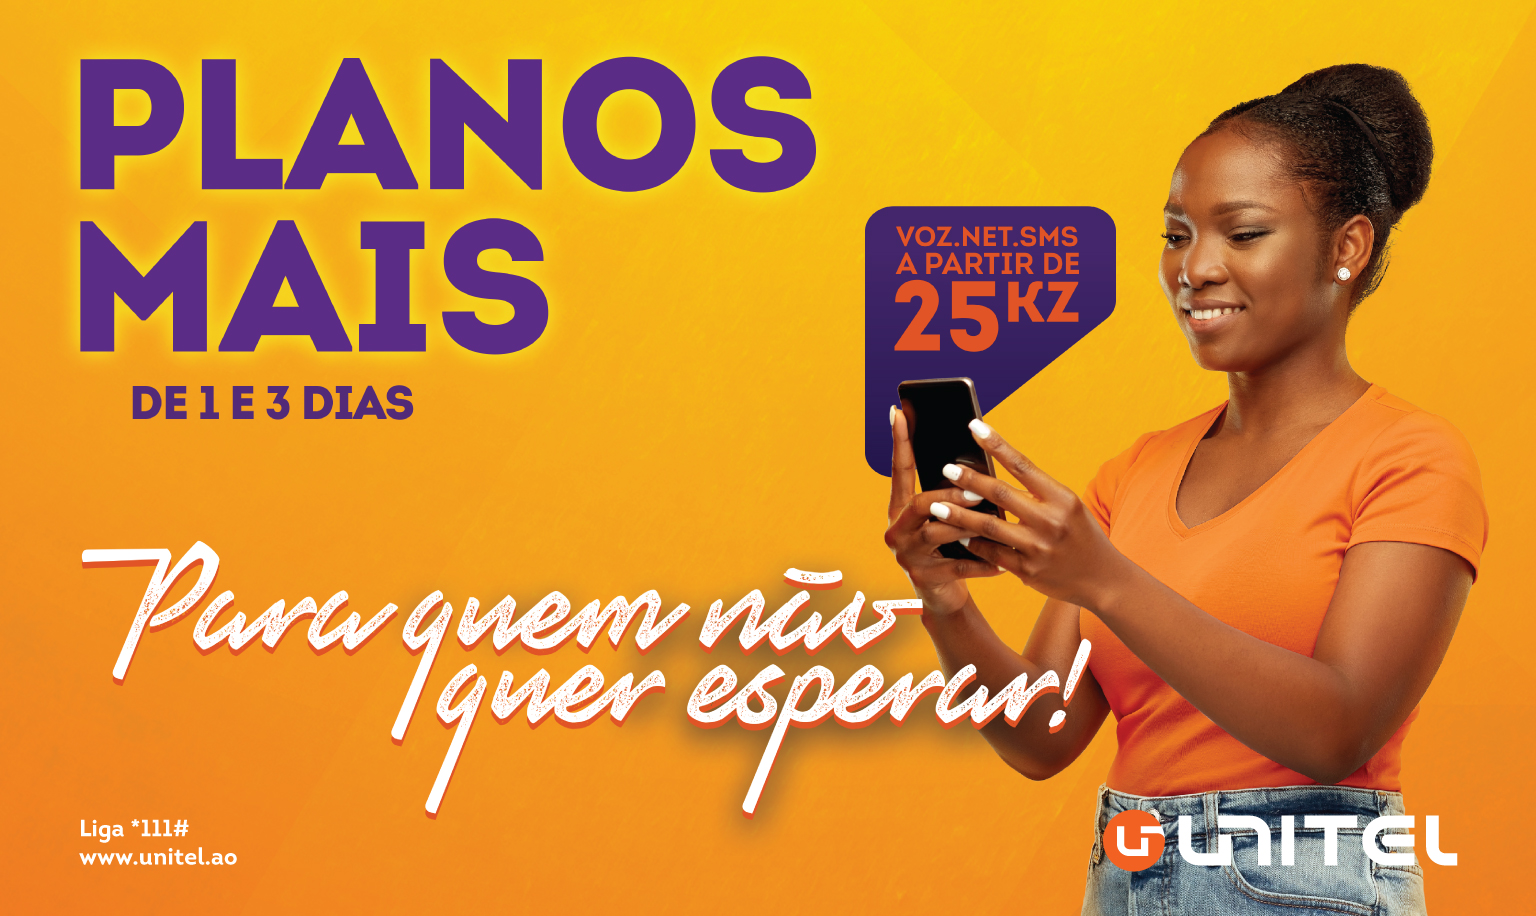 PLANOS
MAIS
DE 1 E 3 DIAS
VOZ.NET.SMS
A PARTIR DE
25KZ
Para quem não
quer esperar!
Liga *111#
www.unitel.ao
UNITEL